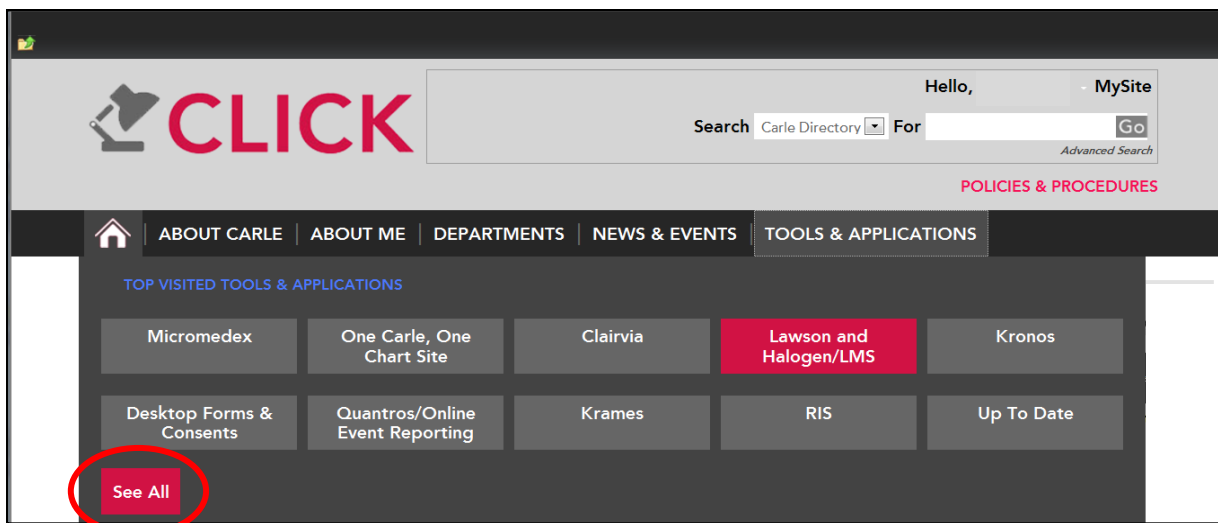 CLICK
Hello, MySite
Search Carle Directory For Go
Advanced Search
POLICIES & PROCEDURES
ABOUT CARLE ABOUT ME DEPARTMENTS NEWS & EVENTS TOOLS & APPLICATIONS
TOP VISITED TOOLS & APPLICATIONS
Micromedex
One Carle, One
Chart Site
Clairvia
Lawson and
Halogen/LMS
Kronos
Desktop Forms &
Consents
Quantros/Online
Event Reporting
Krames
RIS
Up To Date
See All